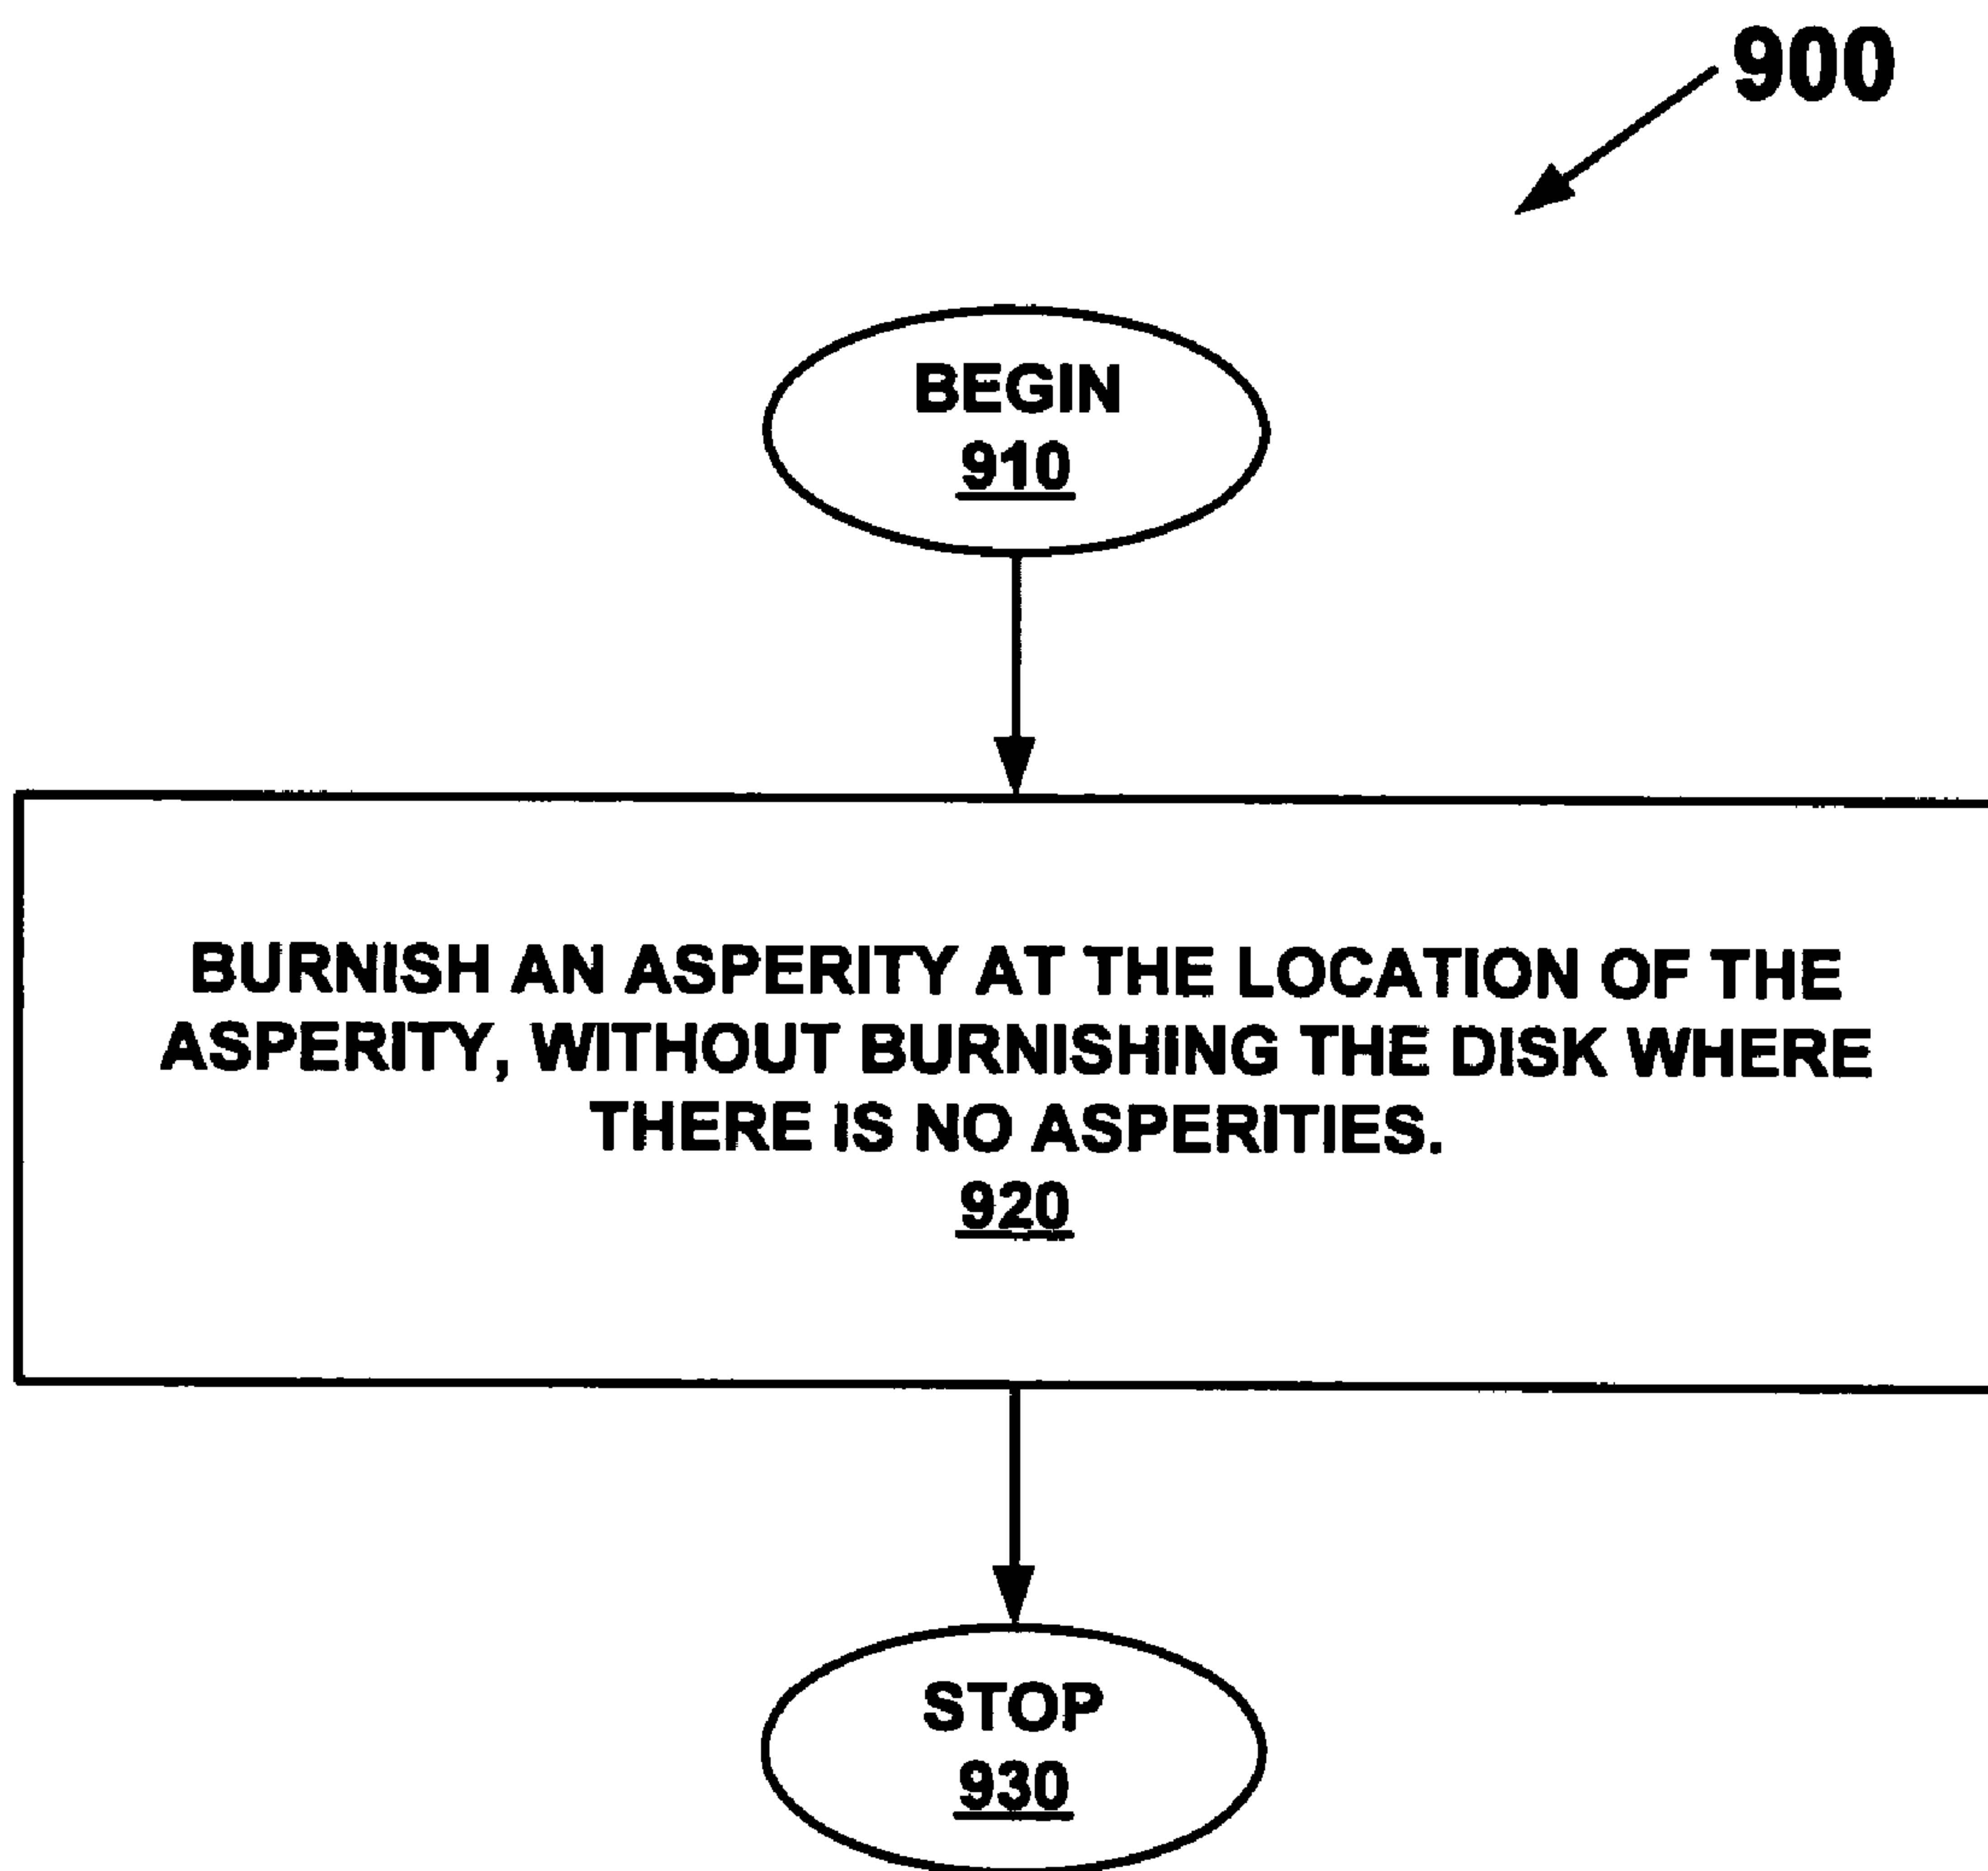 900
BEGIN
910
BURNISH AN ASPERITY AT THE LOCATION OF THE
ASPERITY, WITHOUT BURNISHING THE DISK WHERE
THERE IS NO ASPERITIES.
920
STOP
930